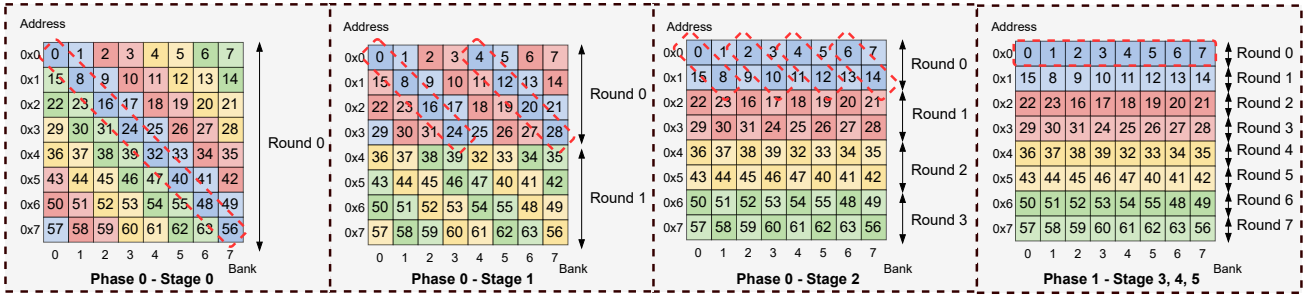 Address
0x0 0 1 2 3 4 5 6 7
0x1 15 8 9 10 11 12 13 14
0x2 22 23 16 17 18 19 20 21
0x3 29 30 31 24 25 26 27 28
Round 0
0x4 36 37 38 39 32 33 34 35
0x5 43 44 45 46 47 40 41 42
0x6 50 51 52 53 54 55 48 49
0x7 57 58 59 60 61 62 63 56
0 1 2 3 4 5 6 7
Bank
Phase 0 - Stage 0
Address
0x0 0 1 2 3 4 5 6 7
0x1 15 8 9 10 11 12 13 14
Round 0
0x2 22 23 16 17 18 19 20 21
0x3 29 30 31 24 25 26 27 28
0x4 36 37 38 39 32 33 34 35
0x5 43 44 45 46 47 40 41 42
Round 1
0x6 50 51 52 53 54 55 48 49
0x7 57 58 59 60 61 62 63 56
0 1 2 3 4 5 6 7
Bank
Phase 0 - Stage 1
Address
0x0 0 1 2 3 4 5 6 7
Round 0
0x1 15 8 9 10 11 12 13 14
0x2 22 23 16 17 18 19 20 21
Round 1
0x3 29 30 31 24 25 26 27 28
0x4 36 37 38 39 32 33 34 35
Round 2
0x5 43 44 45 46 47 40 41 42
0x6 50 51 52 53 54 55 48 49
Round 3
0x7 57 58 59 60 61 62 63 56
0 1 2 3 4 5 6 7
Bank
Phase 0 - Stage 2
Address
0x0 0 1 2 3 4 5 6 7 Round 0
0x1 15 8 9 10 11 12 13 14 Round 1
0x2 22 23 16 17 18 19 20 21 Round 2
0x3 29 30 31 24 25 26 27 28 Round 3
0x4 36 37 38 39 32 33 34 35 Round 4
0x5 43 44 45 46 47 40 41 42 Round 5
0x6 50 51 52 53 54 55 48 49 Round 6
0x7 57 58 59 60 61 62 63 56 Round 7
0 1 2 3 4 5 6 7
Bank
Phase 1 - Stage 3, 4, 5